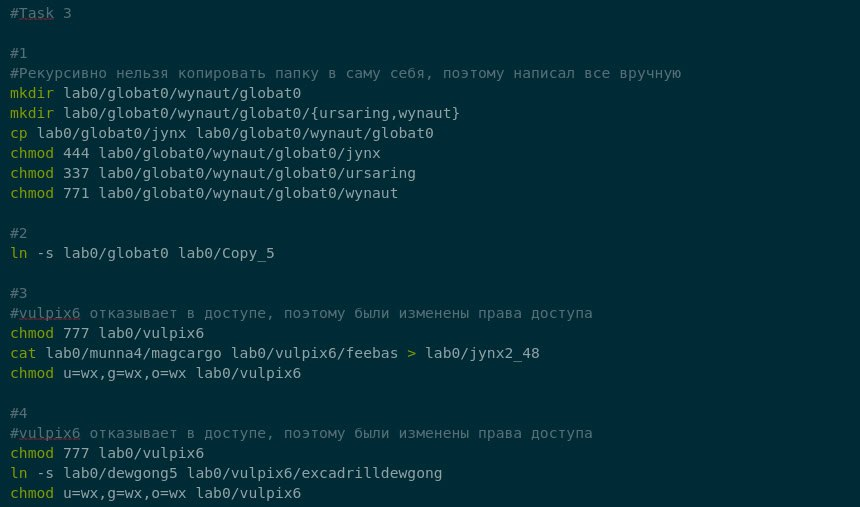 #Task 3
#1
#Рекурсивно нельзя копировать папку в саму себя, поэтому написал все вручную
mkdir lab0/globat0/wynaut/globat0
mkdir lab0/globat0/wynaut/globat0/{ursaring,wynaut}
cp lab0/globat0/jynx lab0/globat0/wynaut/globat0
chmod 444 lab0/globat0/wynaut/globat0/jynx
chmod 337 lab0/globat0/wynaut/globat0/ursaring
chmod 771 lab0/globat0/wynaut/globat0/wynaut
#2
ln -s lab0/globat0 lab0/Copy_5
#3
#vulpix6 отказывает в доступе, поэтому были изменены права доступа
chmod 777 lab0/vulpix6
cat lab0/munna4/magcargo lab0/vulpix6/feebas > lab0/jynx2_48
chmod u=wx,g=wx,o=wx lab0/vulpix6
#4
#vulpix6 отказывает в доступе, поэтому были изменены права доступа
chmod 777 lab0/vulpix6
ln -s lab0/dewgong5 lab0/vulpix6/excadrilldewgong
chmod u=wx,g=wx,o=wx lab0/vulpix6